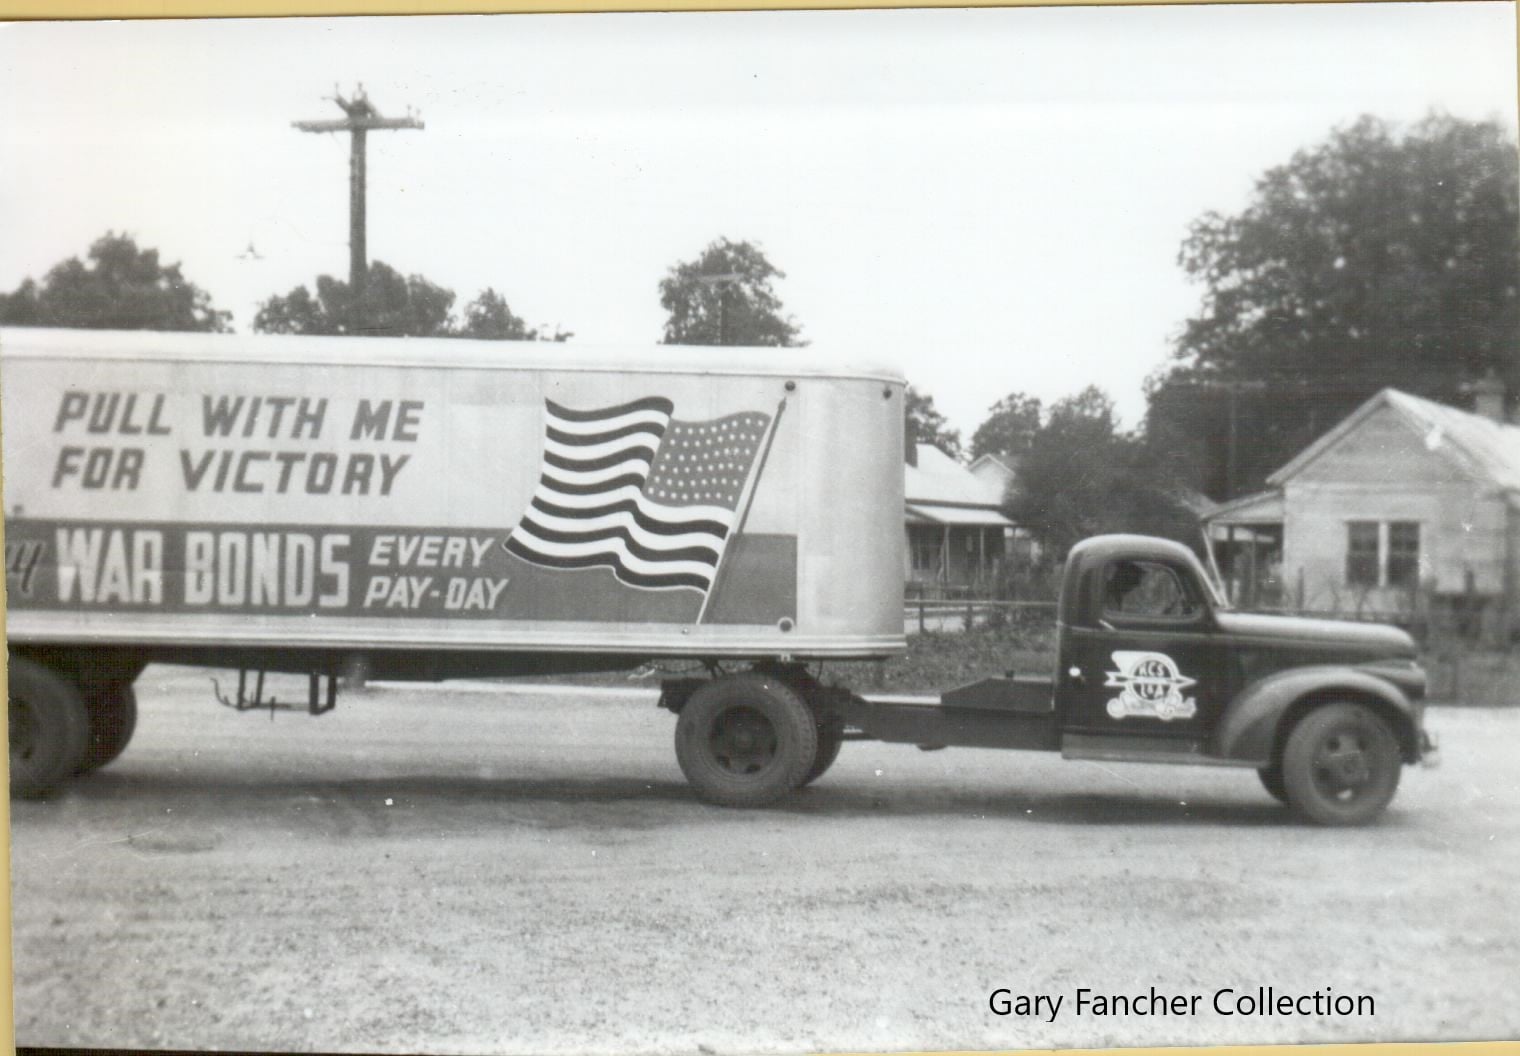 PULL WITH ME
FOR VICTORY
WAR BONDS EVERY
PAY-DAY
Gary Fancher Collection